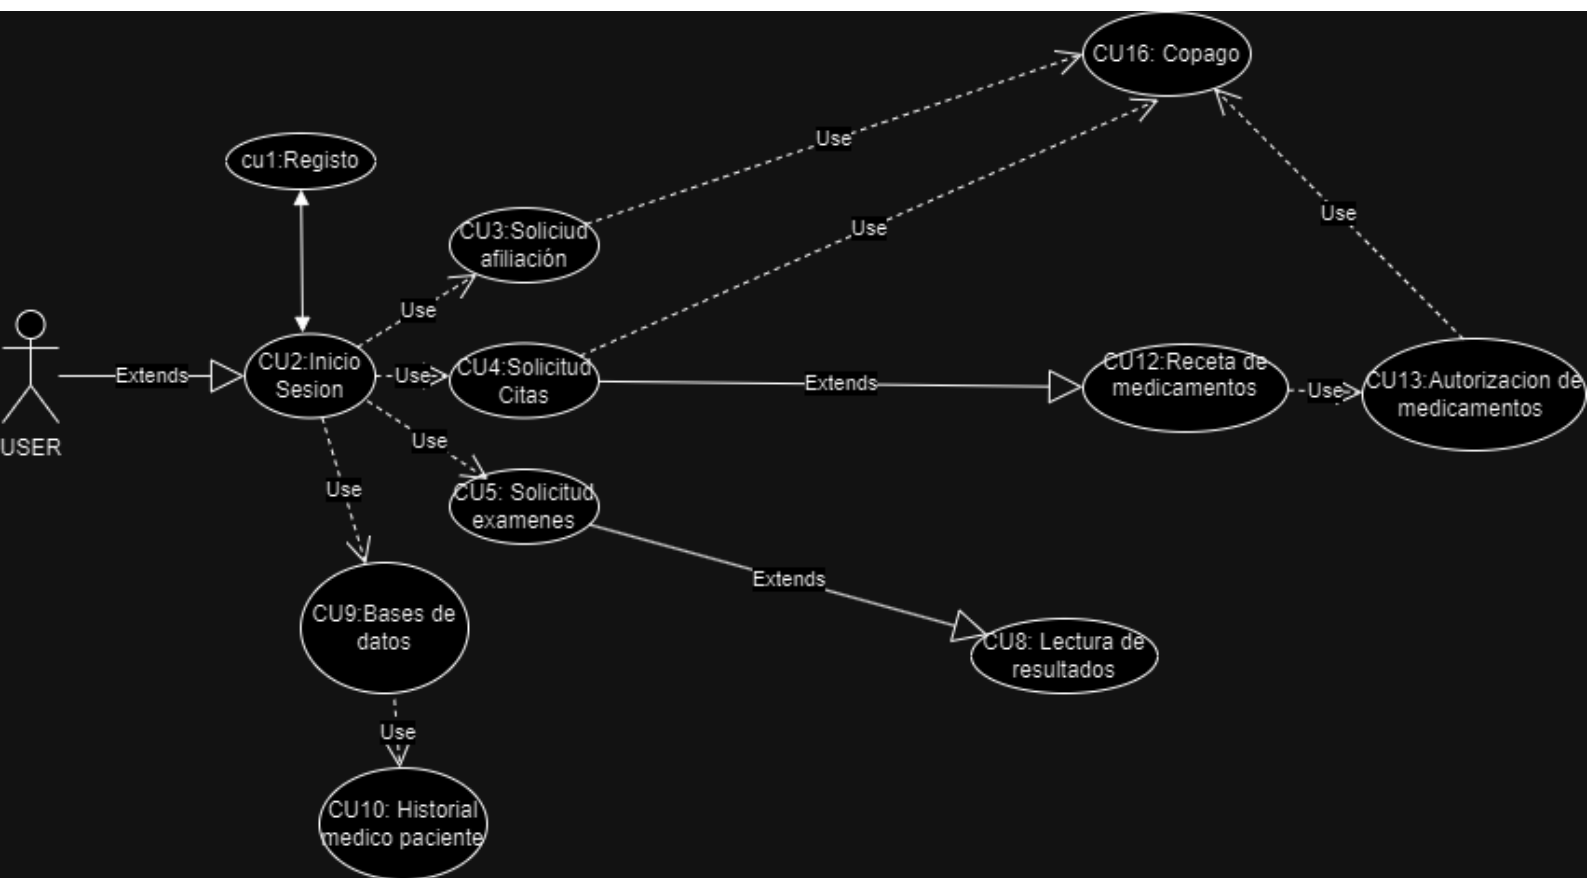 CU16: Copago
Use
cu1:Registo
Use
Use
CU3:Soliciud
afiliación
Use
Use
USER
Extends
CU2:Inicio
Sesion
Use
CU4:Solicitud
Citas
Extends
CU12:Receta de
medicamentos
Use
CU13:Autorizacion de
medicamentos
Use
Use
CU5: Solicitud
examenes
Extends
CU8: Lectura de
resultados
CU9:Bases de
datos
Use
CU10: Historial
medico paciente